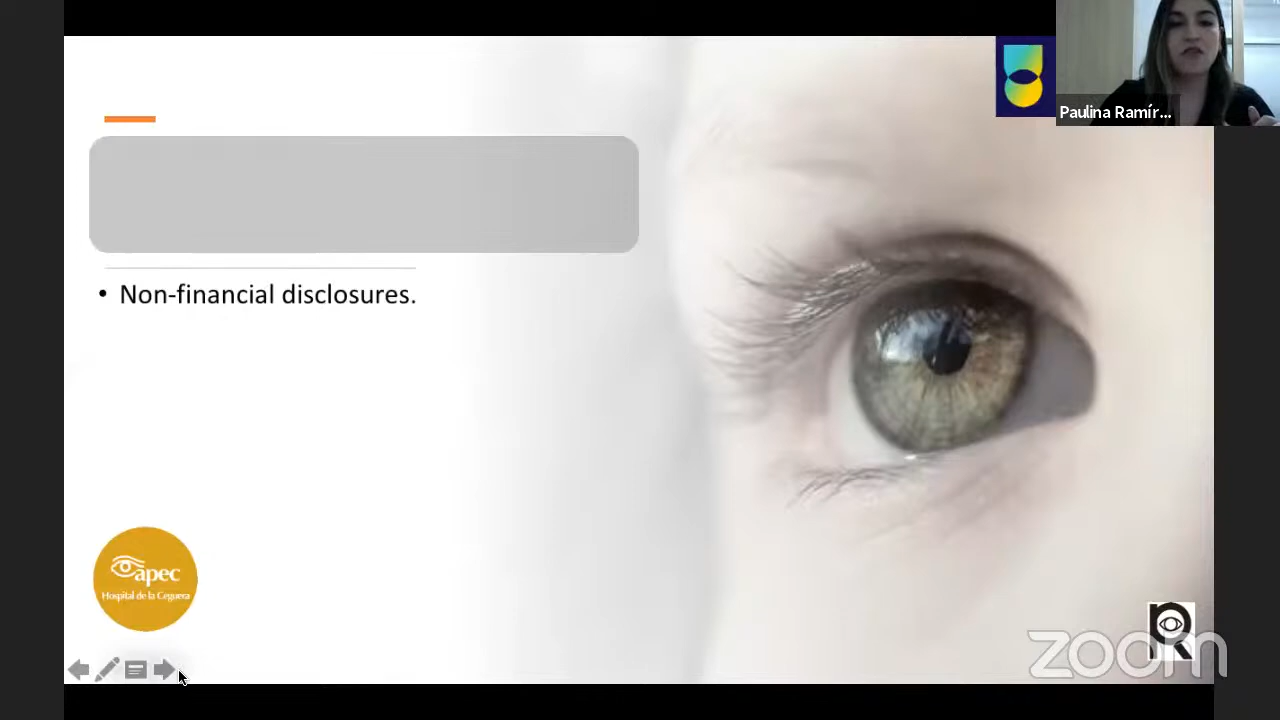 Paulina Ramír...
• Non-financial disclosures.
apec
Hospital de la Ceguera
zoom